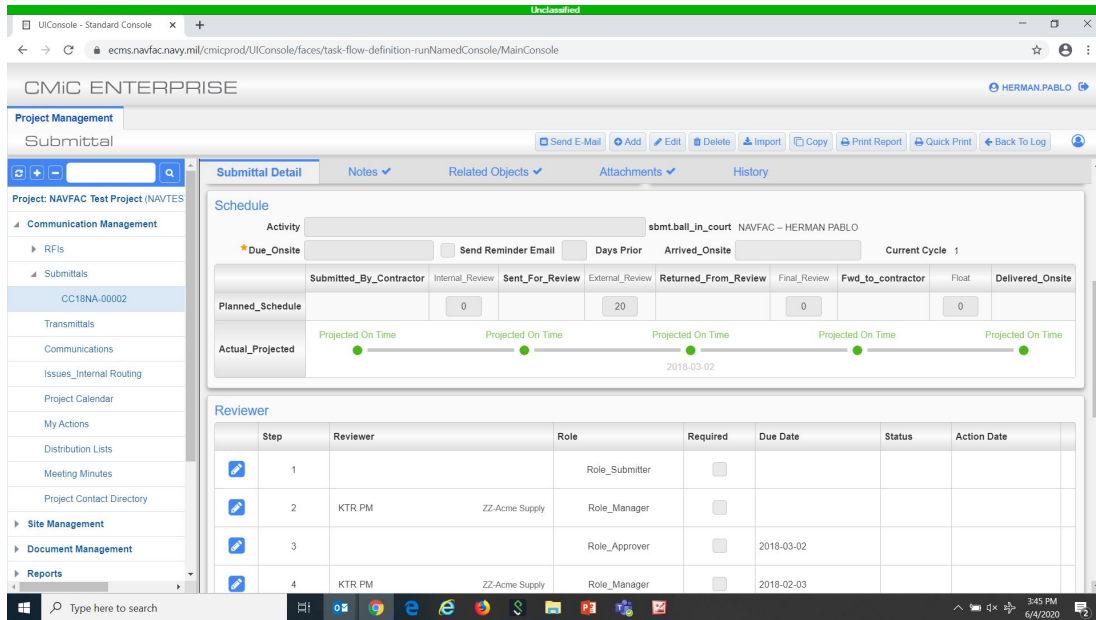 Unclassified
UIConsole - Standard Console
ecms.navfac.navy.mil/cmicprod/UIConsole/faces/task-flow-definition-runNamedConsole/MainConsole
CMiC ENTERPRISE
HERMAN.PABLO
Project Management
Submittal
Send E-Mail Add Edit Delete Import Copy Print Report Quick Print Back To Log
Project: NAVFAC Test Project (NAVTES
Communication Management
RFIs
Submittals
CC18NA-00002
Transmittals
Communications
Issues_Internal Routing
Project Calendar
My Actions
Distribution Lists
Meeting Minutes
Project Contact Directory
Site Management
Document Management
Reports
Submittal Detail Notes Related Objects Attachments History
Schedule
Activity sbmt.ball_in_court NAVFAC – HERMAN PABLO
*Due_Onsite Send Reminder Email Days Prior Arrived_Onsite Current Cycle 1
Submitted_By_Contractor Internal_Review Sent_For_Review External_Review Returned_From_Review Final_Review Fwd_to_contractor Float Delivered_Onsite
Planned_Schedule 0 20 0 0
Projected On Time Projected On Time Projected On Time Projected On Time Projected On Time
Actual_Projected
2018-03-02
Reviewer
Step Reviewer Role Required Due Date Status Action Date
1 Role_Submitter
2 KTR PM ZZ-Acme Supply Role_Manager
3 Role_Approver 2018-03-02
4 KTR PM ZZ-Acme Supply Role_Manager 2018-02-03
Type here to search
3:45 PM
6/4/2020